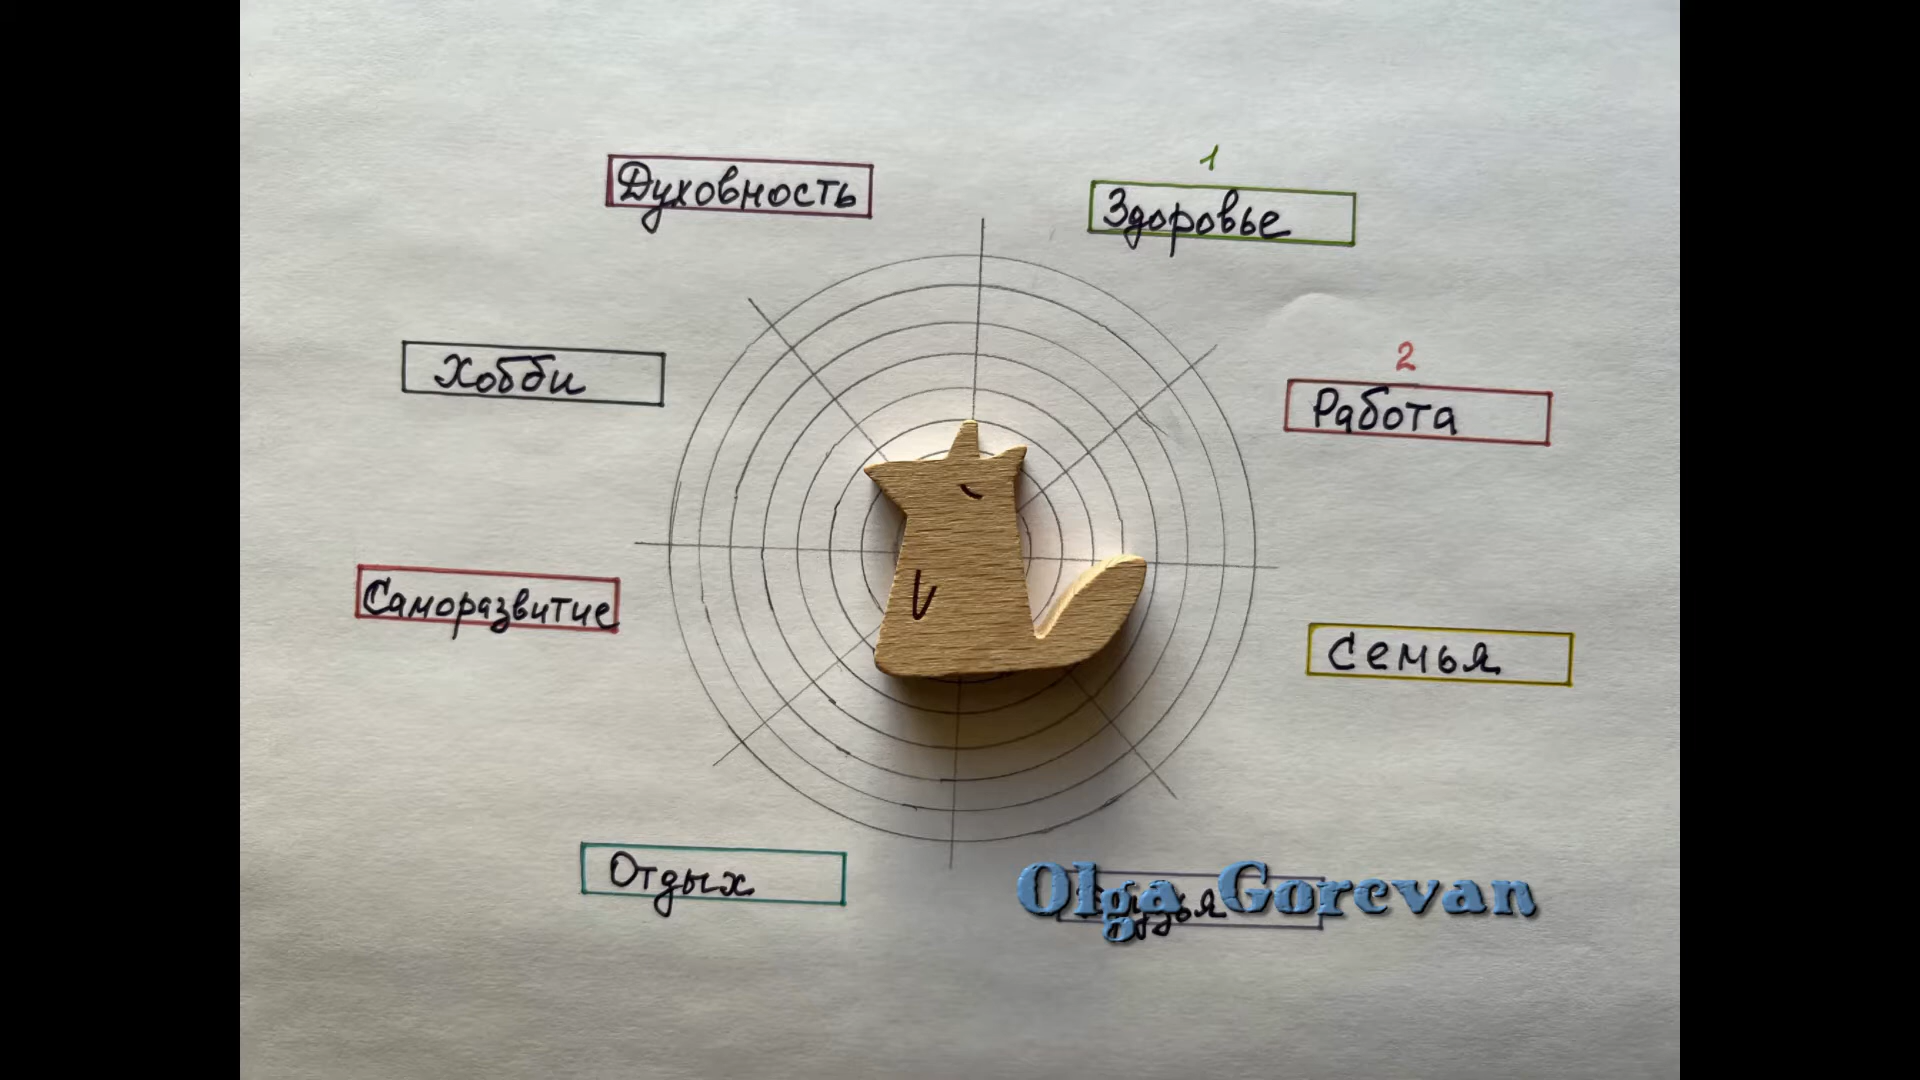 Духовность
1
Здоровье
Хобби
2
Работа
Саморазвитие
Семья
Отдых
Olga Gorevan